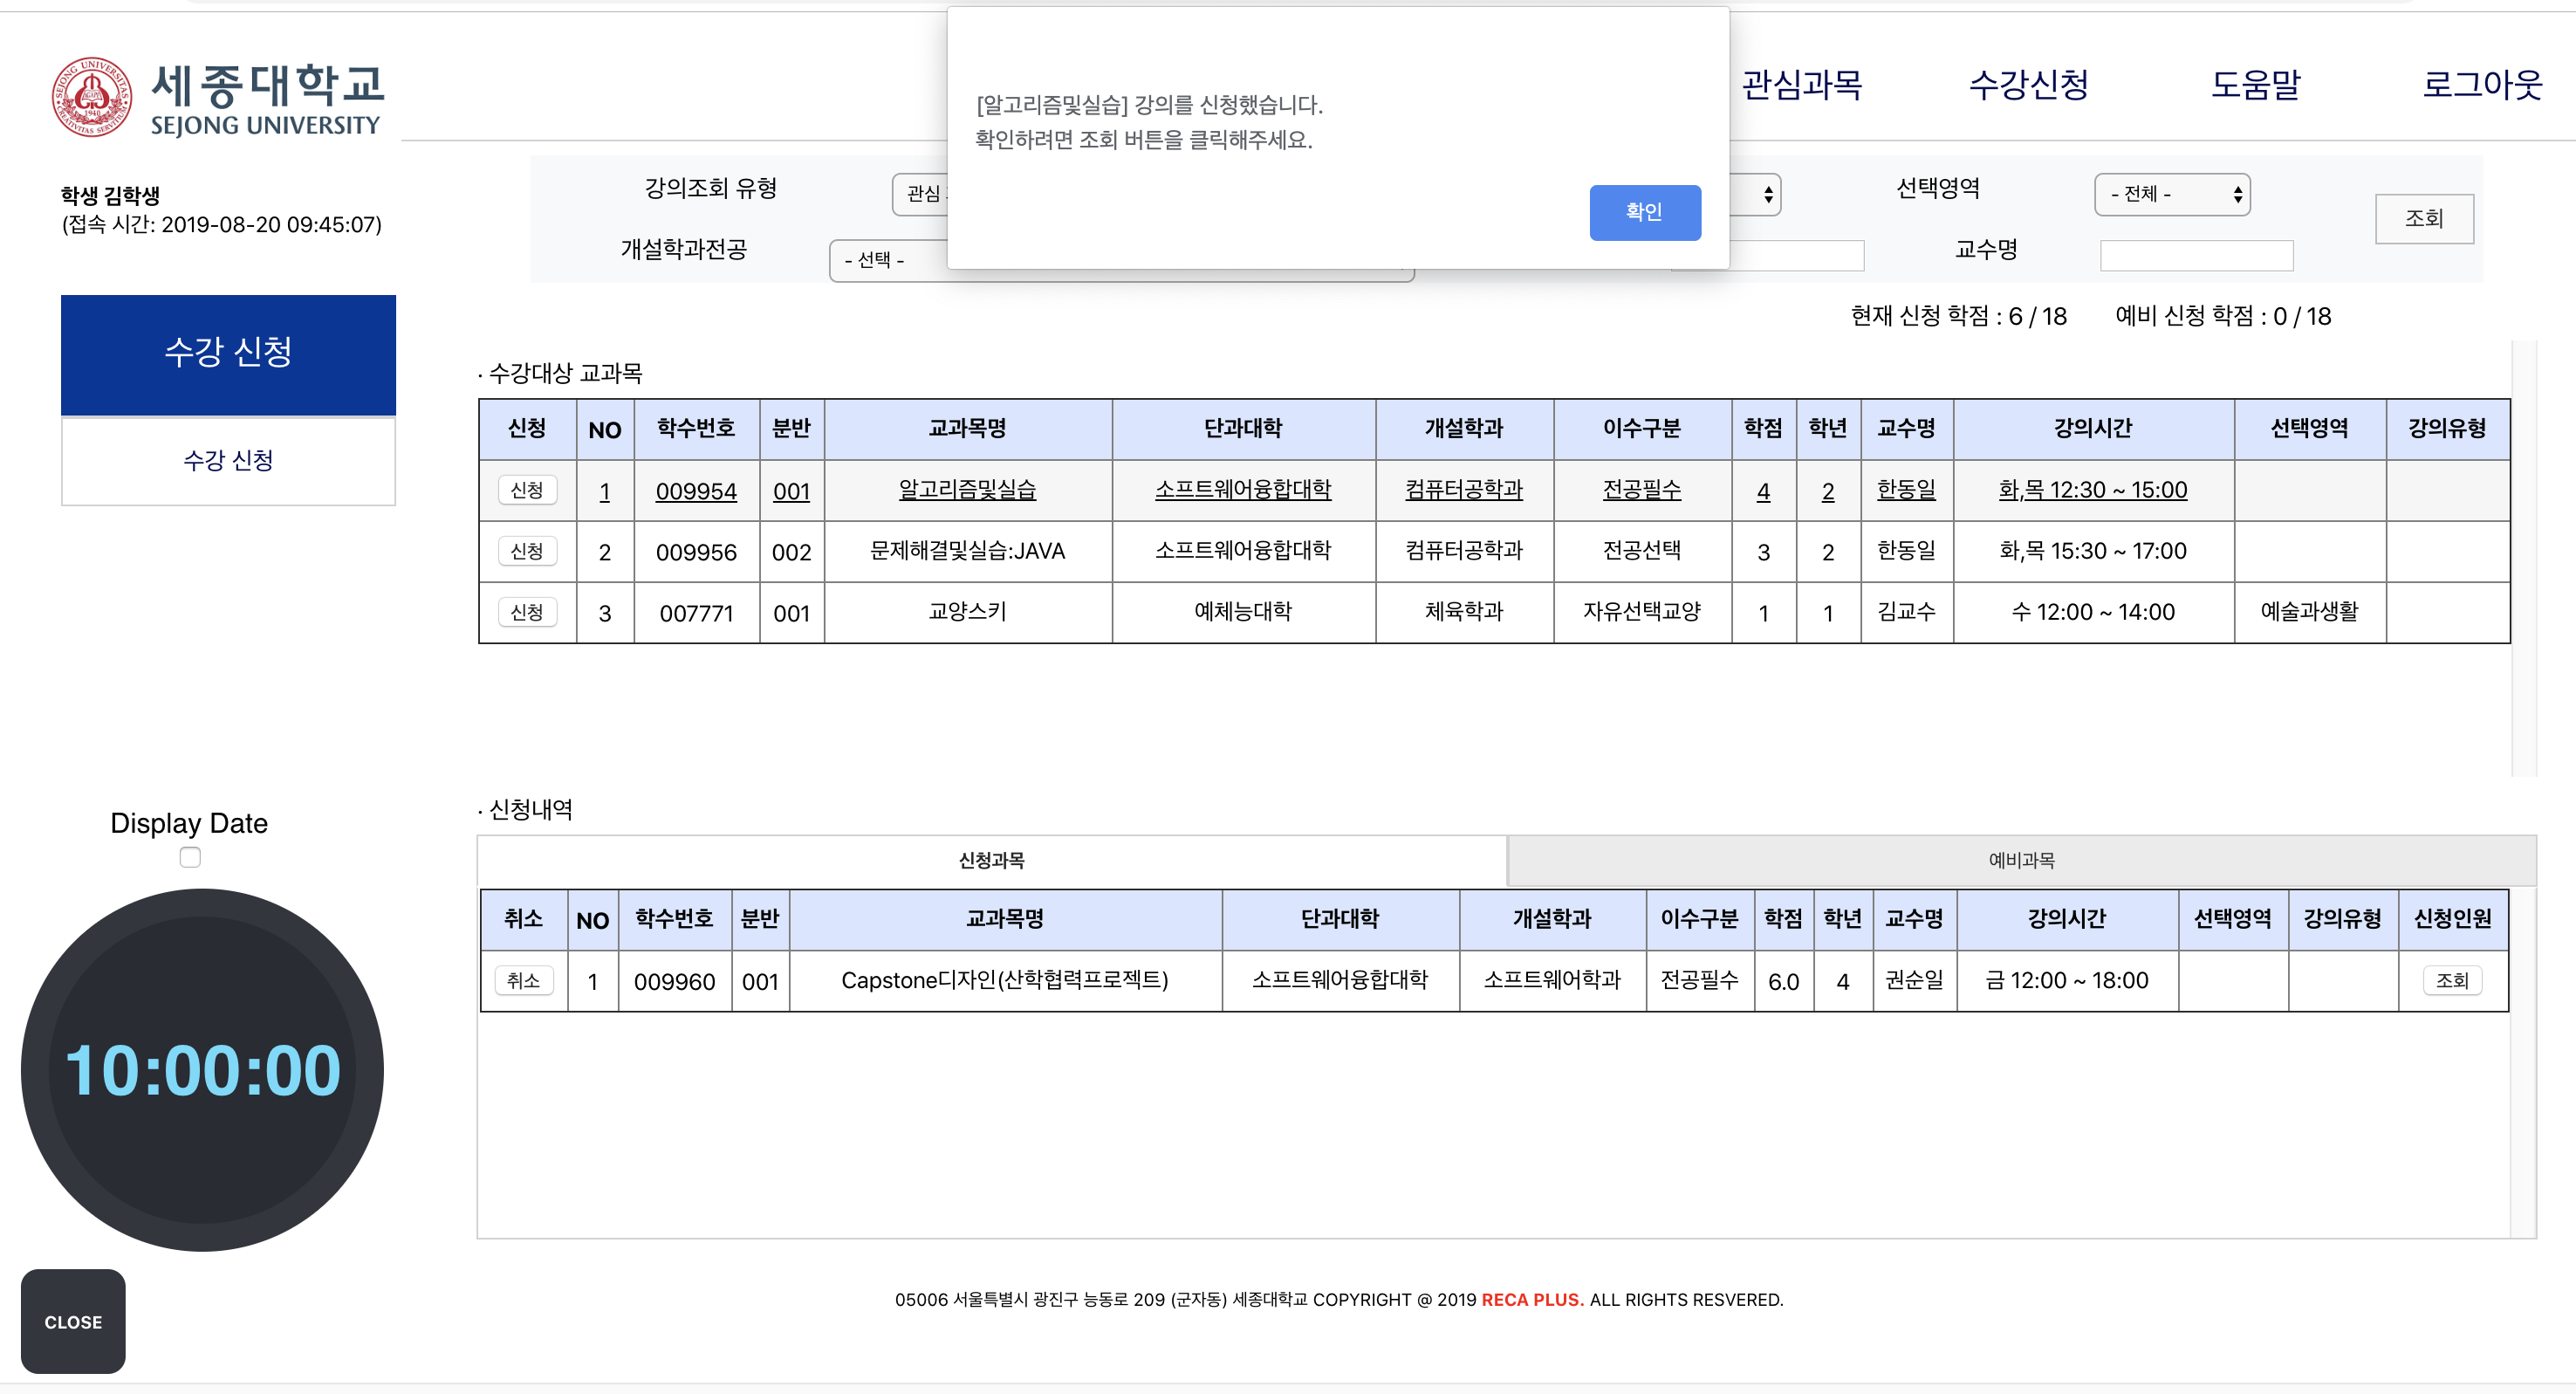 세종대학교
SEJONG UNIVERSITY
[알고리즘및실습] 강의를 신청했습니다.
확인하려면 조회 버튼을 클릭해주세요.
확인
관심과목 수강신청 도움말 로그아웃
학생 김학생
(접속 시간: 2019-08-20 09:45:07)
강의조회 유형 관심 선택영역 - 전체 - 조회
개설학과전공 - 선택 - 교수명
현재 신청 학점 : 6 / 18 예비 신청 학점 : 0 / 18
수강 신청
수강 신청
· 수강대상 교과목
신청 NO 학수번호 분반 교과목명 단과대학 개설학과 이수구분 학점 학년 교수명 강의시간 선택영역 강의유형
신청 1 009954 001 알고리즘및실습 소프트웨어융합대학 컴퓨터공학과 전공필수 4 2 한동일 화,목 12:30 ~ 15:00
신청 2 009956 002 문제해결및실습:JAVA 소프트웨어융합대학 컴퓨터공학과 전공선택 3 2 한동일 화,목 15:30 ~ 17:00
신청 3 007771 001 교양스키 예체능대학 체육학과 자유선택교양 1 1 김교수 수 12:00 ~ 14:00 예술과생활
Display Date
10:00:00
CLOSE
· 신청내역
신청과목 예비과목
취소 NO 학수번호 분반 교과목명 단과대학 개설학과 이수구분 학점 학년 교수명 강의시간 선택영역 강의유형 신청인원
취소 1 009960 001 Capstone디자인(산학협력프로젝트) 소프트웨어융합대학 소프트웨어학과 전공필수 6.0 4 권순일 금 12:00 ~ 18:00 조회
05006 서울특별시 광진구 능동로 209 (군자동) 세종대학교 COPYRIGHT @ 2019 RECA PLUS. ALL RIGHTS RESVERED.